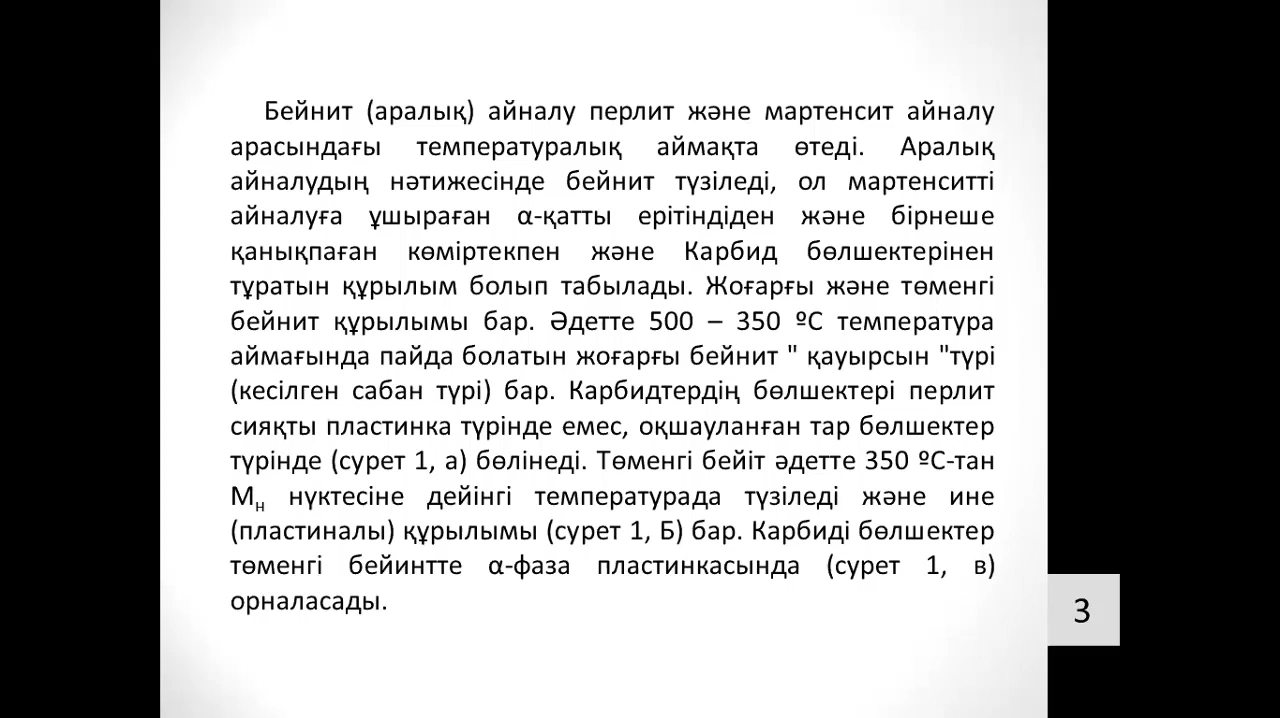 Бейнит (аралық) айналу перлит және мартенсит айналу
арасындағы температуралық аймақта өтеді. Аралық
айналудың нәтижесінде бейнит түзіледі, ол мартенситті
айналуға ұшыраған α-қатты ерітіндіден және бірнеше
қанықпаған көміртекпен және Карбид бөлшектерінен
тұратын құрылым болып табылады. Жоғарғы және төменгі
бейнит құрылымы бар. Әдетте 500 – 350 ºС температура
аймағында пайда болатын жоғарғы бейнит " қауырсын "түрі
(кесілген сабан түрі) бар. Карбидтердің бөлшектері перлит
сияқты пластинка түрінде емес, оқшауланған тар бөлшектер
түрінде (сурет 1, а) бөлінеді. Төменгі бейіт әдетте 350 ºС-тан
Мн нүктесіне дейінгі температурада түзіледі және ине
(пластиналы) құрылымы (сурет 1, Б) бар. Карбиді бөлшектер
төменгі бейинтте α-фаза пластинкасында (сурет 1, в)
орналасады.
3